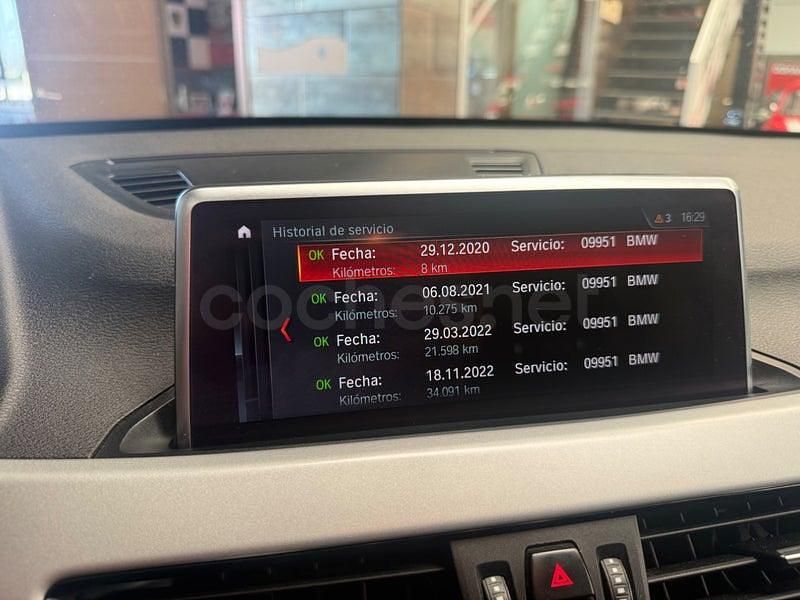 Historial de servicio ⚠3 16:29
OK Fecha: 29.12.2020 Servicio: 09951 BMW
Kilómetros: 8 km
OK Fecha: 06.08.2021 Servicio: 09951 BMW
Kilómetros: 10.275 km
OK Fecha: 29.03.2022 Servicio: 09951 BMW
Kilómetros: 21.598 km
OK Fecha: 18.11.2022 Servicio: 09951 BMW
Kilómetros: 34.091 km
coches.net